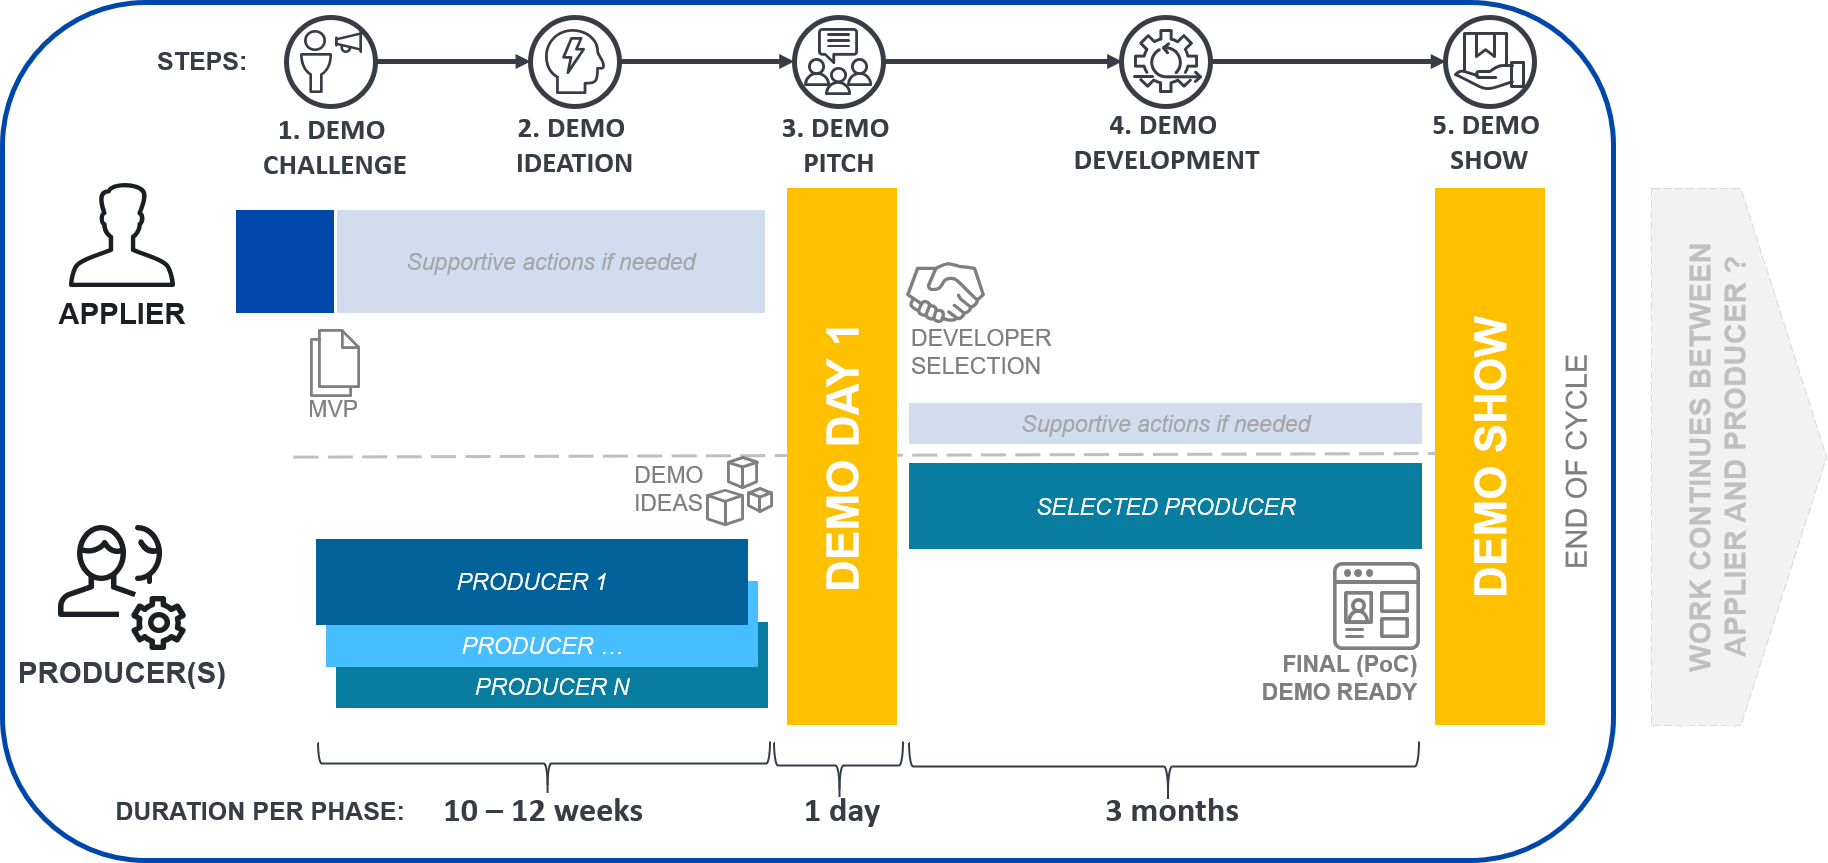 STEPS:
1. DEMO
CHALLENGE
2. DEMO
IDEATION
3. DEMO
PITCH
4. DEMO
DEVELOPMENT
5. DEMO
SHOW
APPLIER
Supportive actions if needed
MVP
DEMO DAY 1
DEVELOPER
SELECTION
Supportive actions if needed
DEMO
IDEAS
SELECTED PRODUCER
DEMO SHOW
END OF CYCLE
WORK CONTINUES BETWEEN
APPLIER AND PRODUCER ?
PRODUCER(S)
PRODUCER 1
PRODUCER …
PRODUCER N
FINAL (PoC)
DEMO READY
DURATION PER PHASE:
10 – 12 weeks
1 day
3 months